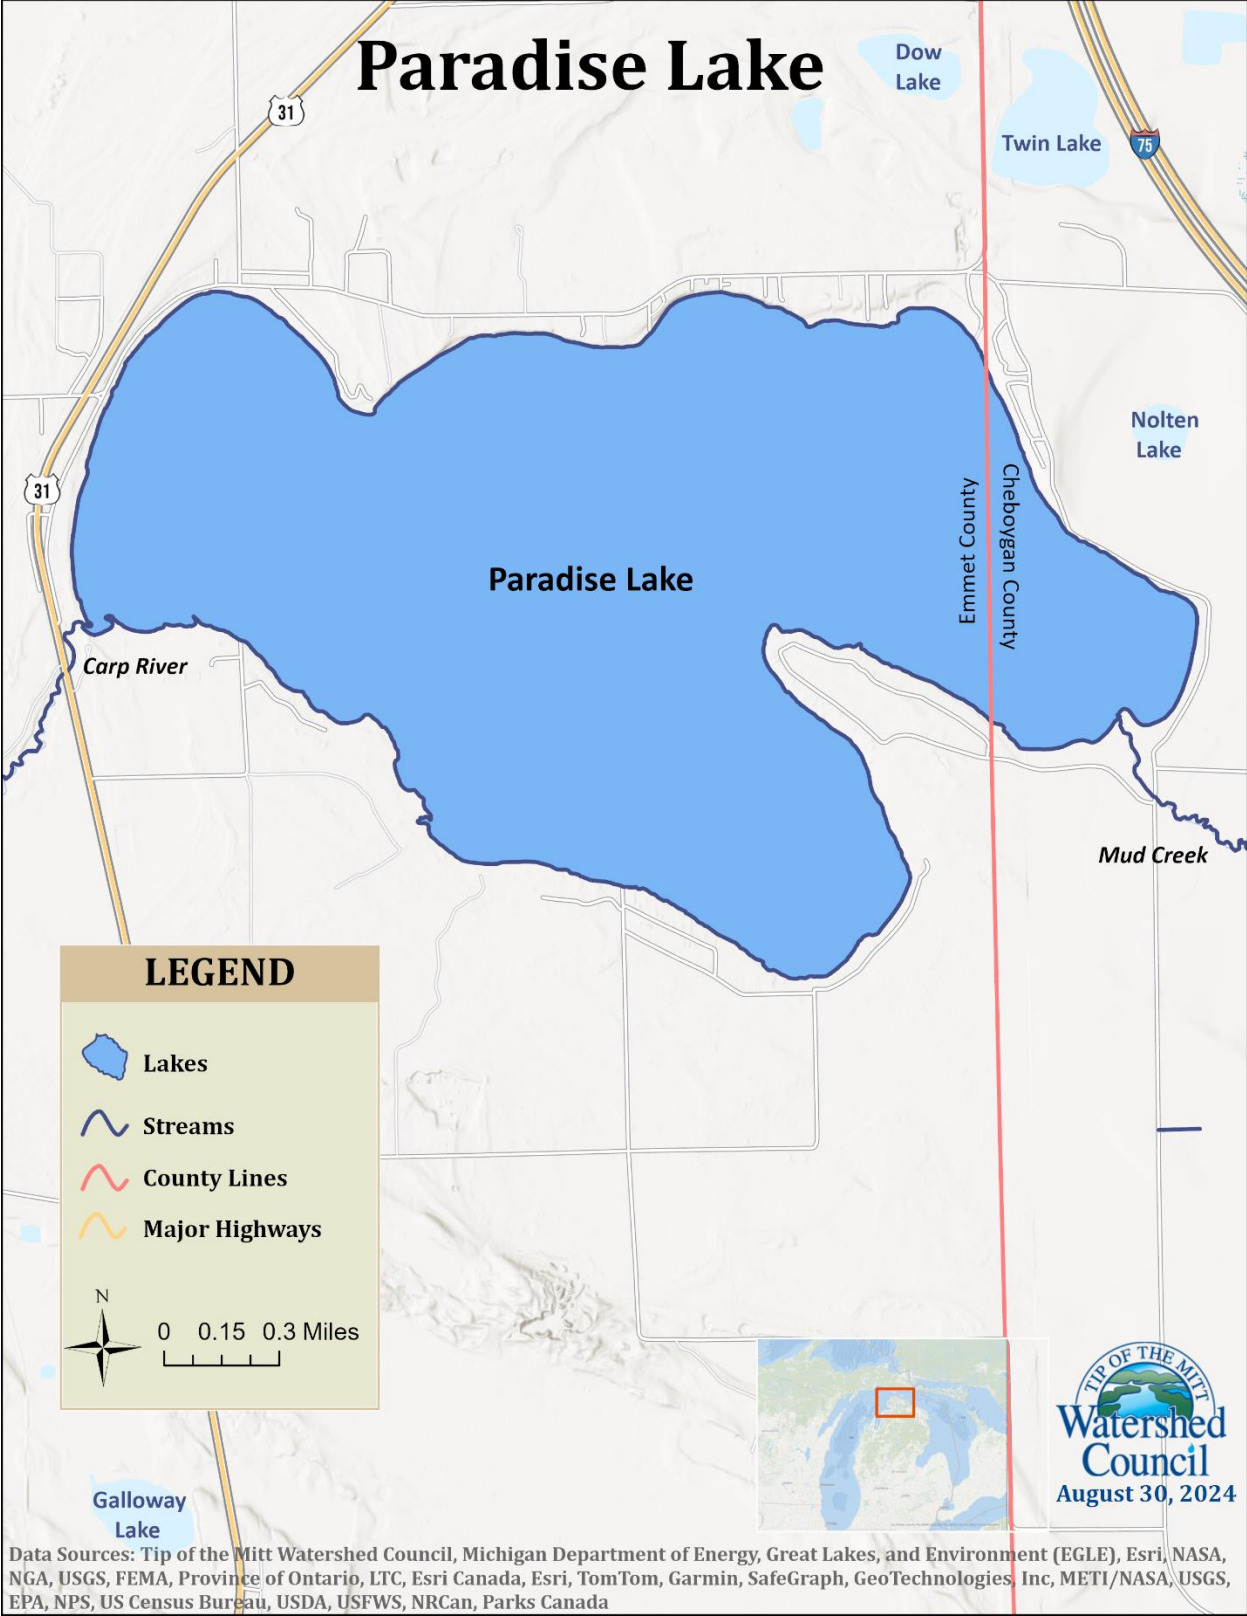 Paradise Lake
Dow
Lake
31
Twin Lake
75
Nolten
Lake
31
Emmet County
Cheboygan County
Paradise Lake
Carp River
Mud Creek
LEGEND
Lakes
Streams
County Lines
Major Highways
N
0 0.15 0.3 Miles
TIP OF THE MITT
Watershed
Council
August 30, 2024
Galloway
Lake
Data Sources: Tip of the Mitt Watershed Council, Michigan Department of Energy, Great Lakes, and Environment (EGLE), Esri, NASA,
NGA, USGS, FEMA, Province of Ontario, LTC, Esri Canada, Esri, TomTom, Garmin, SafeGraph, GeoTechnologies, Inc, METI/NASA, USGS,
EPA, NPS, US Census Bureau, USDA, USFWS, NRCan, Parks Canada